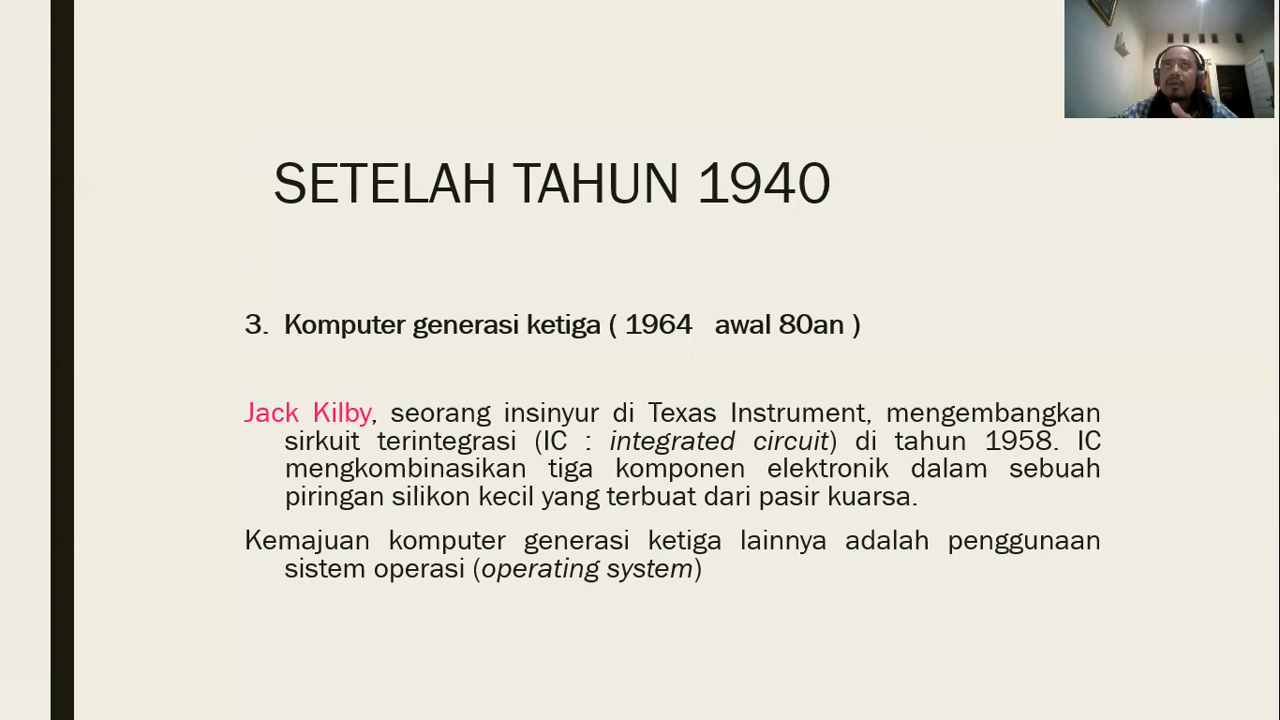 SETELAH TAHUN 1940
3. Komputer generasi ketiga ( 1964 awal 80an )
Jack Kilby, seorang insinyur di Texas Instrument, mengembangkan
sirkuit terintegrasi (IC : integrated circuit) di tahun 1958. IC
mengkombinasikan tiga komponen elektronik dalam sebuah
piringan silikon kecil yang terbuat dari pasir kuarsa.
Kemajuan komputer generasi ketiga lainnya adalah penggunaan
sistem operasi (operating system)